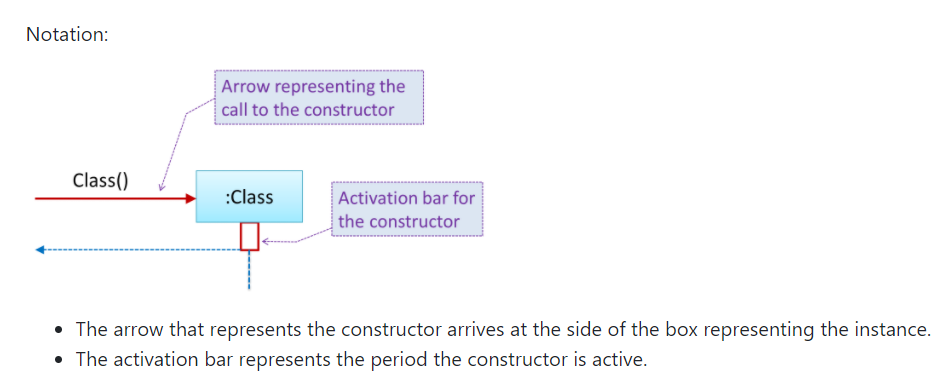 Notation:
Arrow representing the
call to the constructor
Class()
:Class
Activation bar for
the constructor
• The arrow that represents the constructor arrives at the side of the box representing the instance.
• The activation bar represents the period the constructor is active.